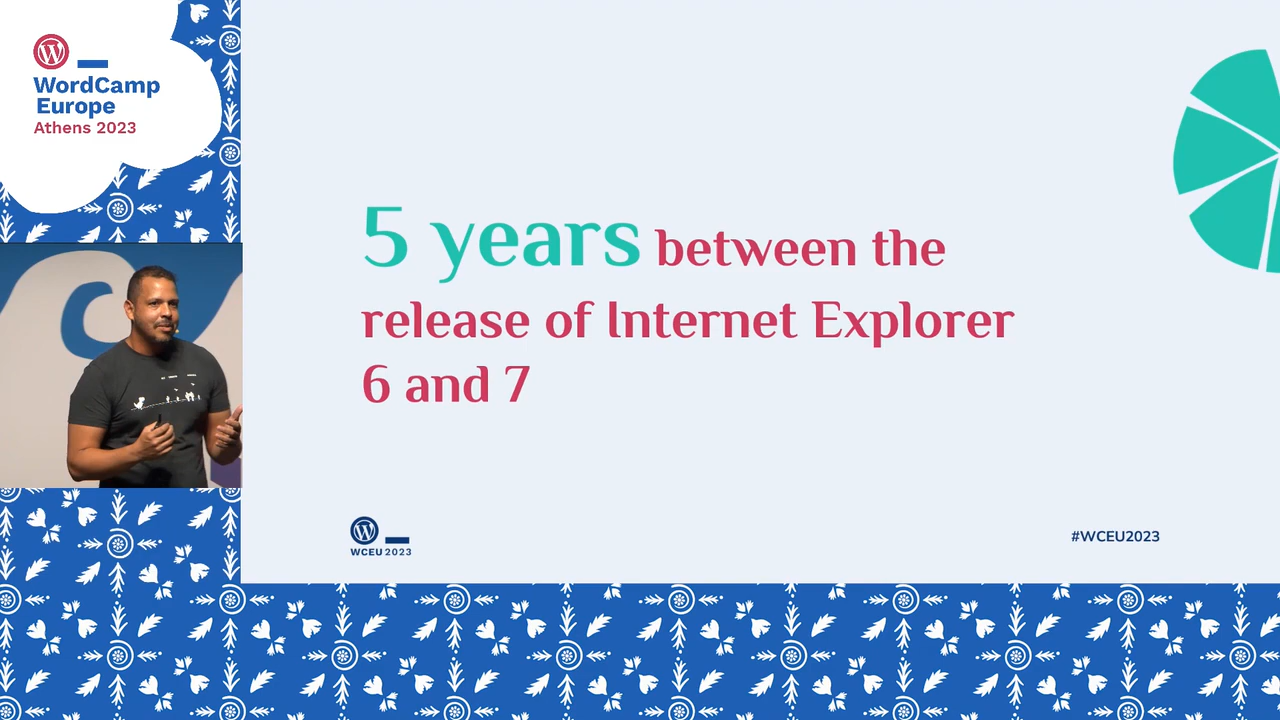 WordCamp
Europe
Athens 2023
5 years between the
release of Internet Explorer
6 and 7
WCEU 2023
#WCEU2023